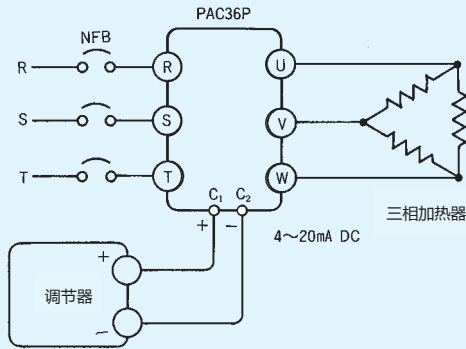 PAC36P
NFB
R R U
S S V
T T W
C₁ C₂
+ −
4～20mA DC
三相加热器
+
调节器
−